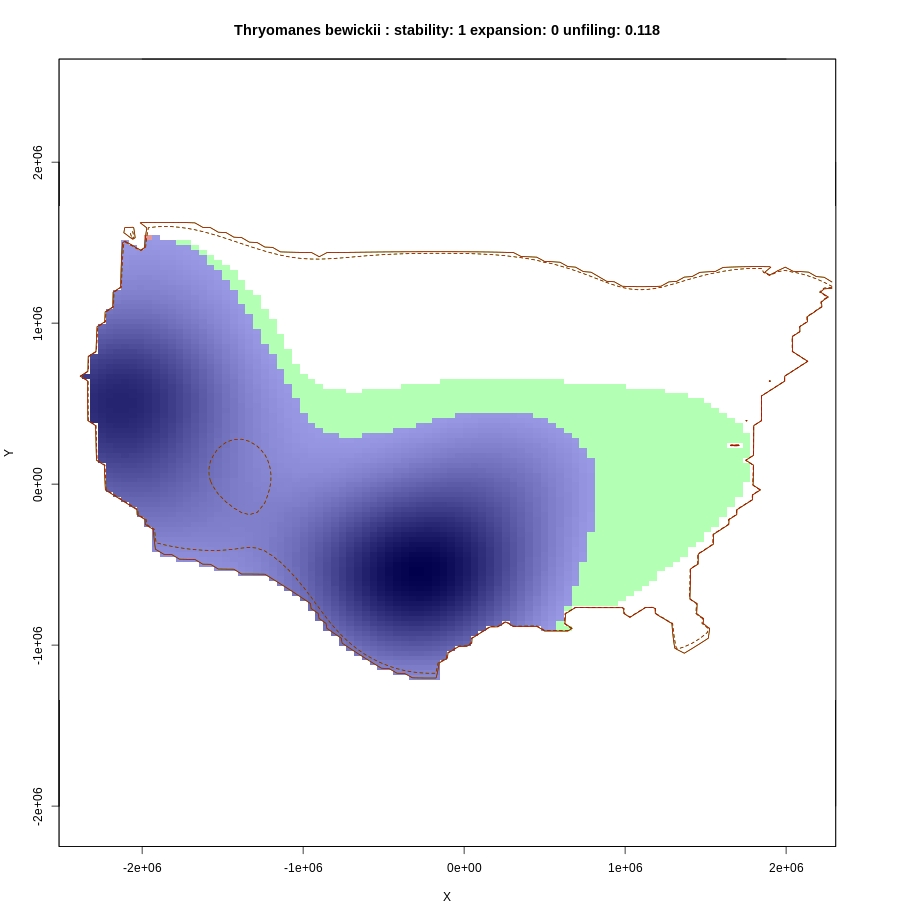 Thryomanes bewickii : stability: 1 expansion: 0 unfiling: 0.118
2e+06
1e+06
0e+00
-1e+06
-2e+06
Y
-2e+06 -1e+06 0e+00 1e+06 2e+06
X